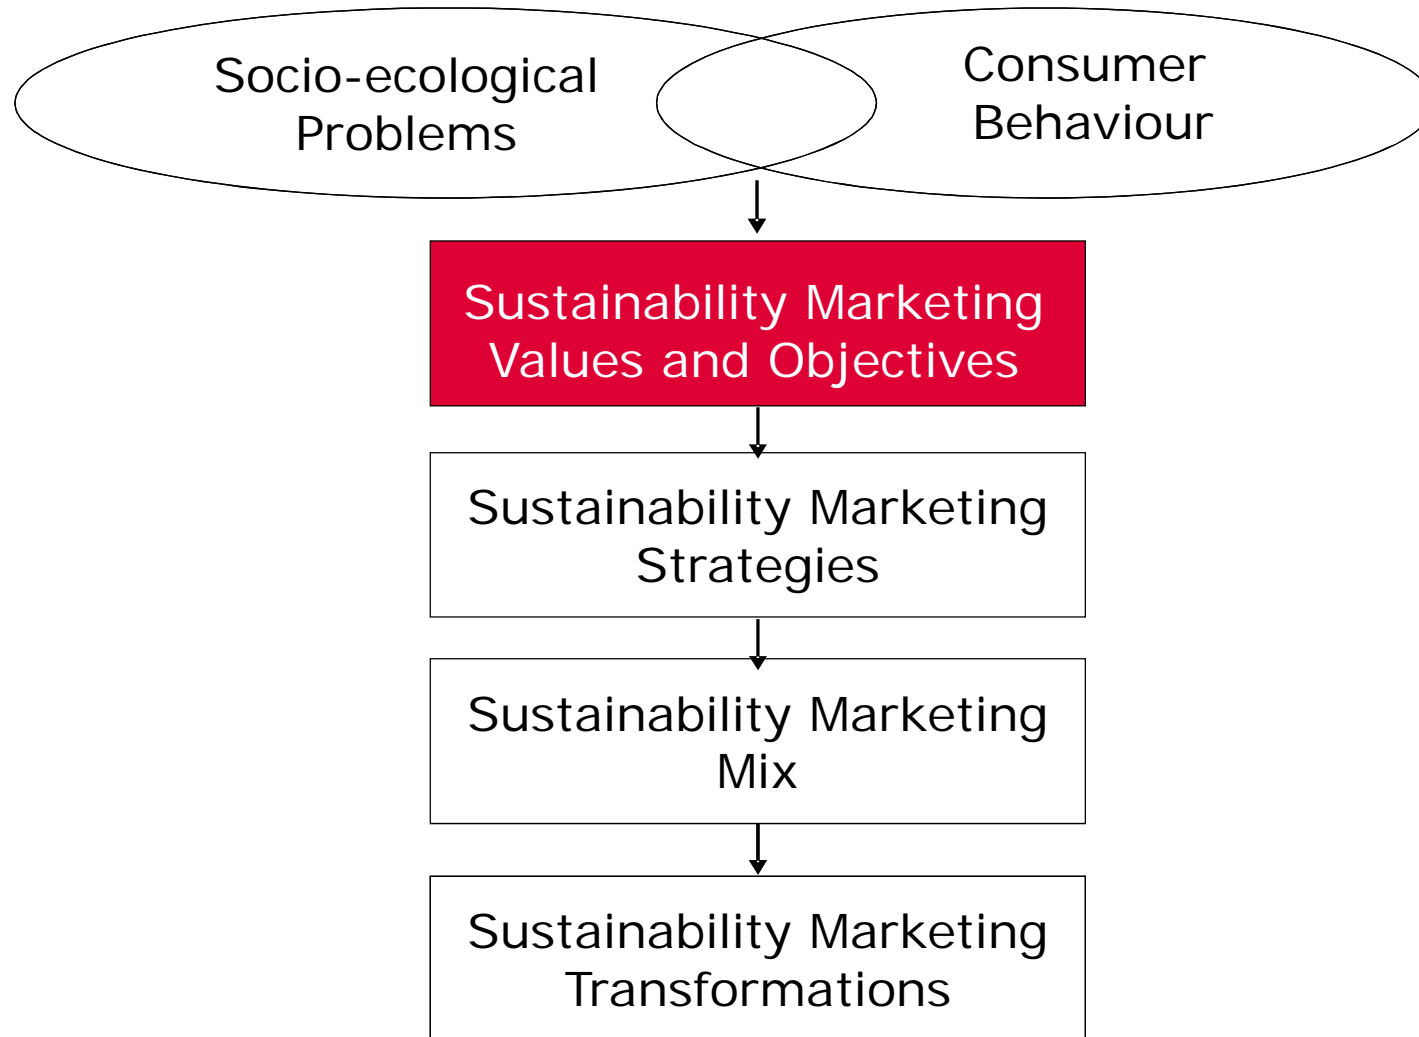 Socio-ecological
Problems
Consumer
Behaviour
Sustainability Marketing
Values and Objectives
Sustainability Marketing
Strategies
Sustainability Marketing
Mix
Sustainability Marketing
Transformations